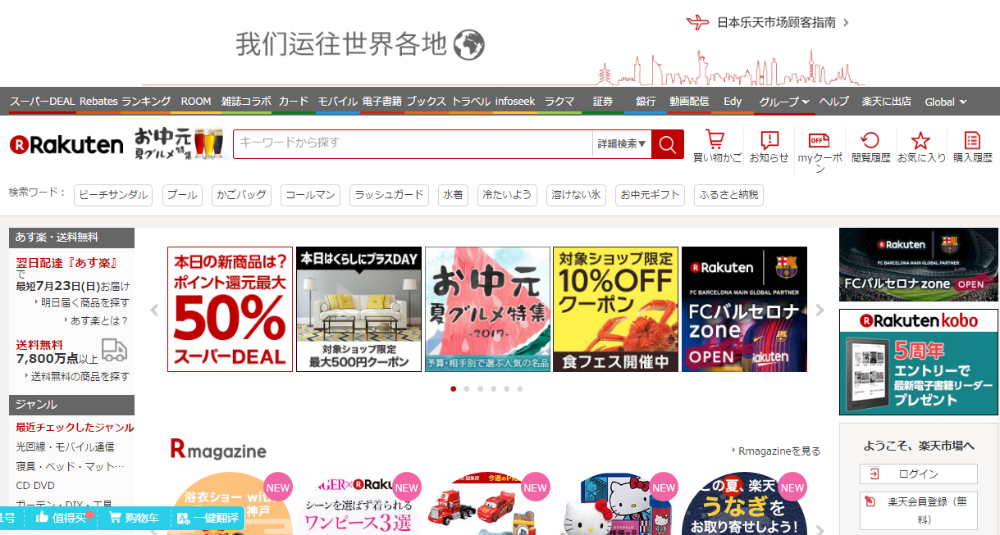 日本乐天市场顾客指南
我们运往世界各地
スーパーDEAL Rebates ランキング ROOM 雑誌コラボ カード モバイル 電子書籍 ブックス トラベル infoseek ラクマ 証券 銀行 動画配信 Edy グループ ヘルプ 楽天に出店 Global
Rakuten
お中元
夏グルメ特集
キーワードから探す
詳細検索▼
買い物かご お知らせ myクーポン 閲覧履歴 お気に入り 購入履歴
OFF
検索ワード： ビーチサンダル プール かごバッグ コールマン ラッシュガード 水着 冷たいよう 溶けない氷 お中元ギフト ふるさと納税
あす楽・送料無料
翌日配達『あす楽』
で
最短7月23日(日)お届け
明日届く商品を探す
あす楽とは？
送料無料
7,800万点以上
送料無料の商品を探す
ジャンル
最近チェックしたジャンル
光回線・モバイル通信
寝具・ベッド・マット…
CD DVD
ガーデン・DIY・工具
本日の新商品は？
ポイント還元最大
50%
スーパーDEAL
本日はくらしにプラスDAY
対象ショップ限定
最大500円クーポン
お中元
夏グルメ特集
-2017-
予算・相手別で選ぶ人気の名品
対象ショップ限定
10%OFF
クーポン
食フェス開催中
Rakuten
FC BARCELONA MAIN GLOBAL PARTNER
FCバルセロナ
zone
OPEN
Rakuten
Rakuten
FC BARCELONA MAIN GLOBAL PARTNER
FCバルセロナzone OPEN
Rakuten kobo
5周年
エントリーで
最新電子書籍リーダー
プレゼント
Rmagazine
Rmagazineを見る
NEW
浴衣ショー with
神戸
NEW
シーンを選ばず着られる
ワンピース3選
NEW
NEW
NEW
この夏、楽天
うなぎを
お取り寄せしよう！
ようこそ、楽天市場へ
ログイン
楽天会員登録（無
料）
1号 值得买 购物车 一键翻译